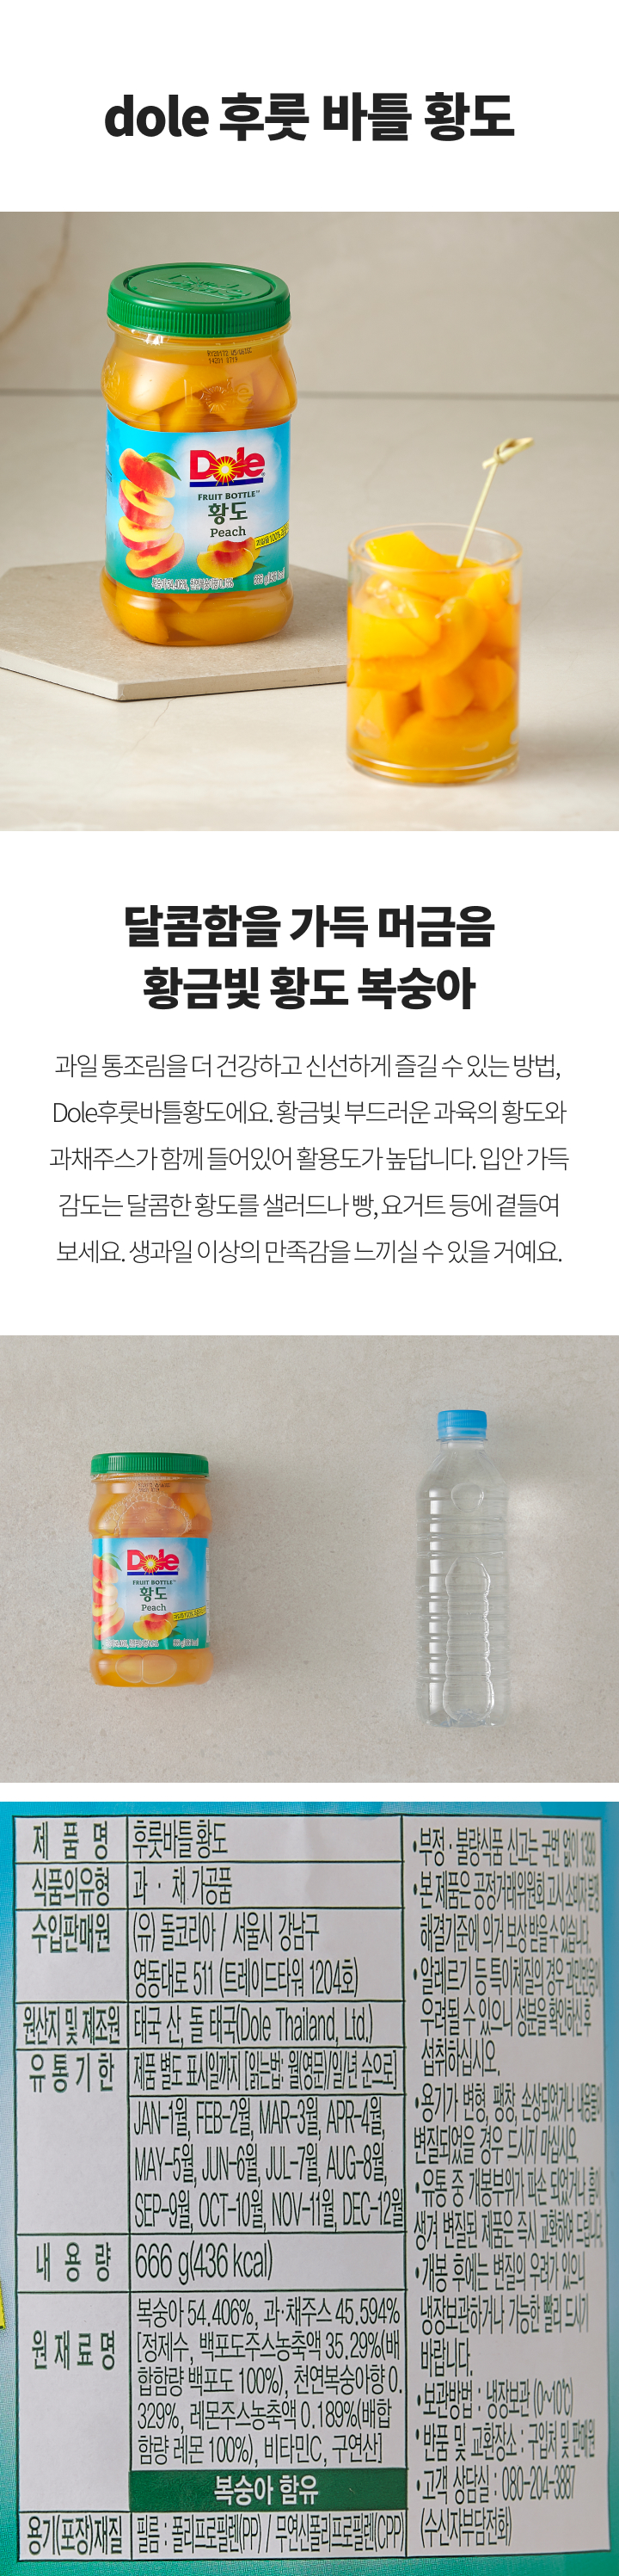 dole 후룻 바틀 황도
Dole
FRUIT BOTTLE™
황도
Peach
달콤함을 가득 머금음
황금빛 황도 복숭아
과일 통조림을 더 건강하고 신선하게 즐길 수 있는 방법,
Dole후룻바틀황도에요. 황금빛 부드러운 과육의 황도와
과채주스가 함께 들어있어 활용도가 높답니다. 입안 가득
감도는 달콤한 황도를 샐러드나 빵, 요거트 등에 곁들여
보세요. 생과일 이상의 만족감을 느끼실 수 있을 거예요.
Dole
FRUIT BOTTLE™
황도
Peach
제 품 명 후룻바틀 황도
식품의유형 과 · 채 가공품
수입판매원 (유) 돌코리아 / 서울시 강남구
영동대로 511 (트레이드타워 1204호)
원산지 및 제조원 태국 산, 돌 태국(Dole Thailand, Ltd.)
유통기한 제품 별도 표시일까지 [읽는법: 월(영문)/일/년 순으로]
JAN-1월, FEB-2월, MAR-3월, APR-4월,
MAY-5월, JUN-6월, JUL-7월, AUG-8월,
SEP-9월, OCT-10월, NOV-11월, DEC-12월
내 용 량 666 g(436 kcal)
원재료명 복숭아 54.406%, 과·채주스 45.594%
[정제수, 백포도주스농축액 35.29%(배
합함량 백포도 100%), 천연복숭아향 0.
329%, 레몬주스농축액 0.189%(배합
함량 레몬 100%), 비타민C, 구연산]
복숭아 함유
용기(포장)재질 필름 : 폴리프로필렌(PP) / 무연신폴리프로필렌(CPP)
•부정·불량식품 신고는 국번 없이 1399
•본 제품은 공정거래위원회 고시 소비자분쟁
해결기준에 의거 보상 받을 수 있습니다.
•알레르기 등 특이체질의 경우 과민반응이
우려될 수 있으니 성분을 확인하신 후
섭취하십시오.
•용기가 변형, 팽창, 손상되었거나 내용물이
변질되었을 경우 드시지 마십시오.
•유통 중 개봉부위가 파손 되었거나 틈이
생겨 변질된 제품은 즉시 교환하여 드립니다.
•개봉 후에는 변질의 우려가 있으니
냉장보관하거나 가능한 빨리 드시기
바랍니다.
•보관방법 : 냉장보관 (0~10℃)
•반품 및 교환장소 : 구입처 및 판매원
•고객 상담실 : 080-204-3887
(수신자부담전화)